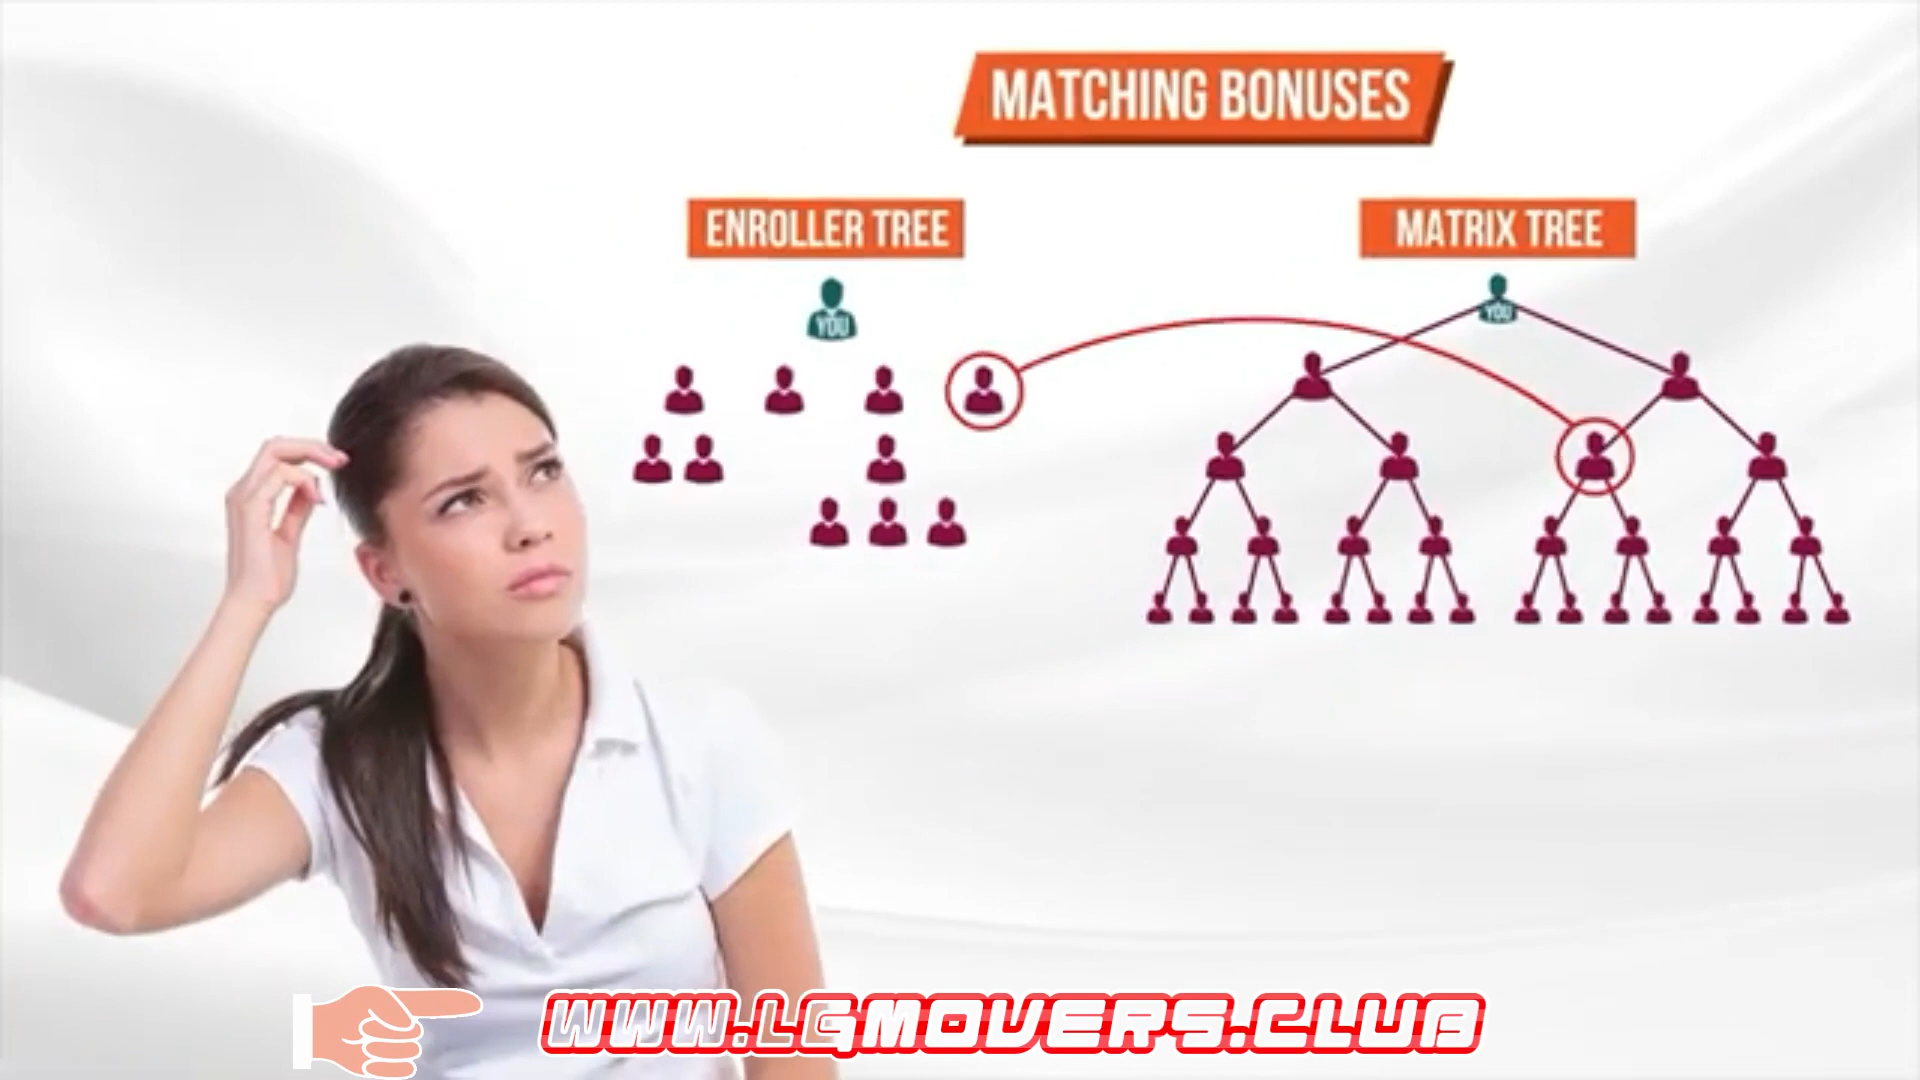 MATCHING BONUSES
ENROLLER TREE
MATRIX TREE
YOU
YOU
WWW.LGMOVERS.CLUB